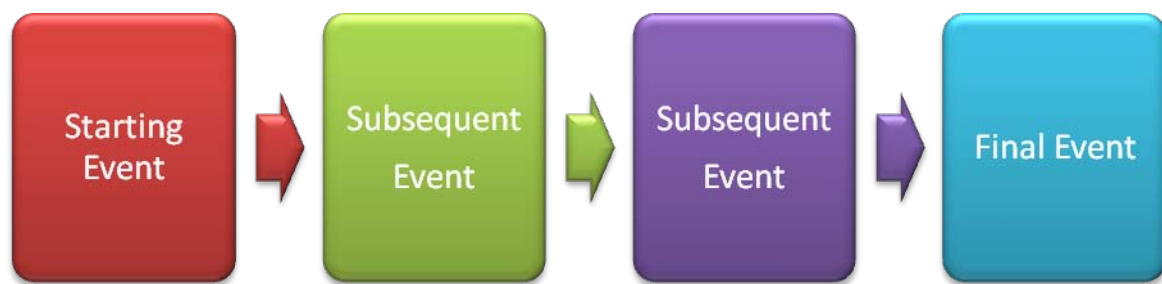 Starting
Event
Subsequent
Event
Subsequent
Event
Final Event